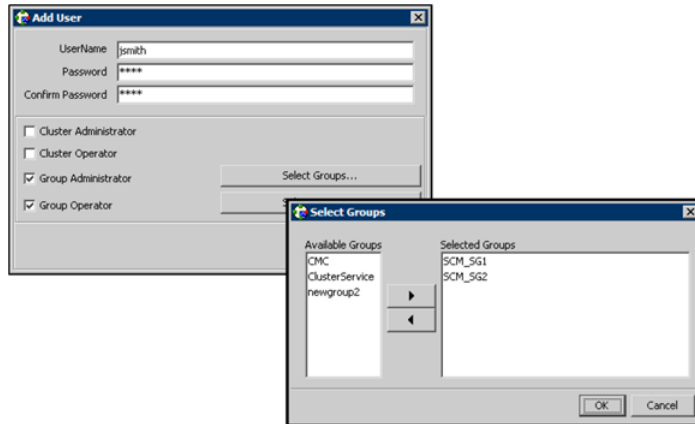 Add User
UserName jsmith
Password ****
Confirm Password ****
Cluster Administrator
Cluster Operator
Group Administrator Select Groups...
Group Operator
Select Groups
Available Groups Selected Groups
CMC SCM_SG1
ClusterService SCM_SG2
newgroup2
OK Cancel